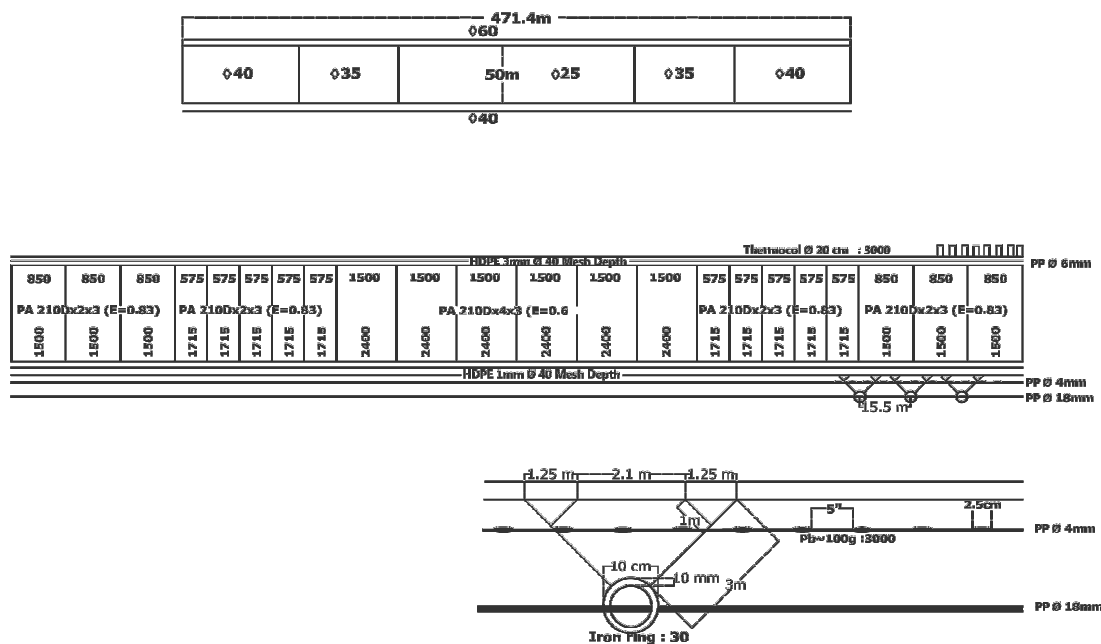 471.4m
◊60
◊40 ◊35 50m ◊25 ◊35 ◊40
◊40
Thermocol Ø 20 cm : 3000
HDPE 3mm Ø 40 Mesh Depth
PP Ø 6mm
850 850 850 575 575 575 575 575 1500 1500 1500 1500 1500 1500 575 575 575 575 575 850 850 850
PA 210Dx2x3 (E=0.83) PA 210Dx2x3 (E=0.83) PA 210Dx4x3 (E=0.6 PA 210Dx2x3 (E=0.83) PA 210Dx2x3 (E=0.83)
1500 1500 1500 1715 1715 1715 1715 1715 2400 2400 2400 2400 2400 2400 1715 1715 1715 1715 1715 1500 1500 1500
HDPE 1mm Ø 40 Mesh Depth
PP Ø 4mm
PP Ø 18mm
15.5 m
1.25 m 2.1 m 1.25 m
1m
5"
2.5cm
PP Ø 4mm
Pb~100g :3000
10 cm
10 mm
3m
PP Ø 18mm
Iron ring : 30